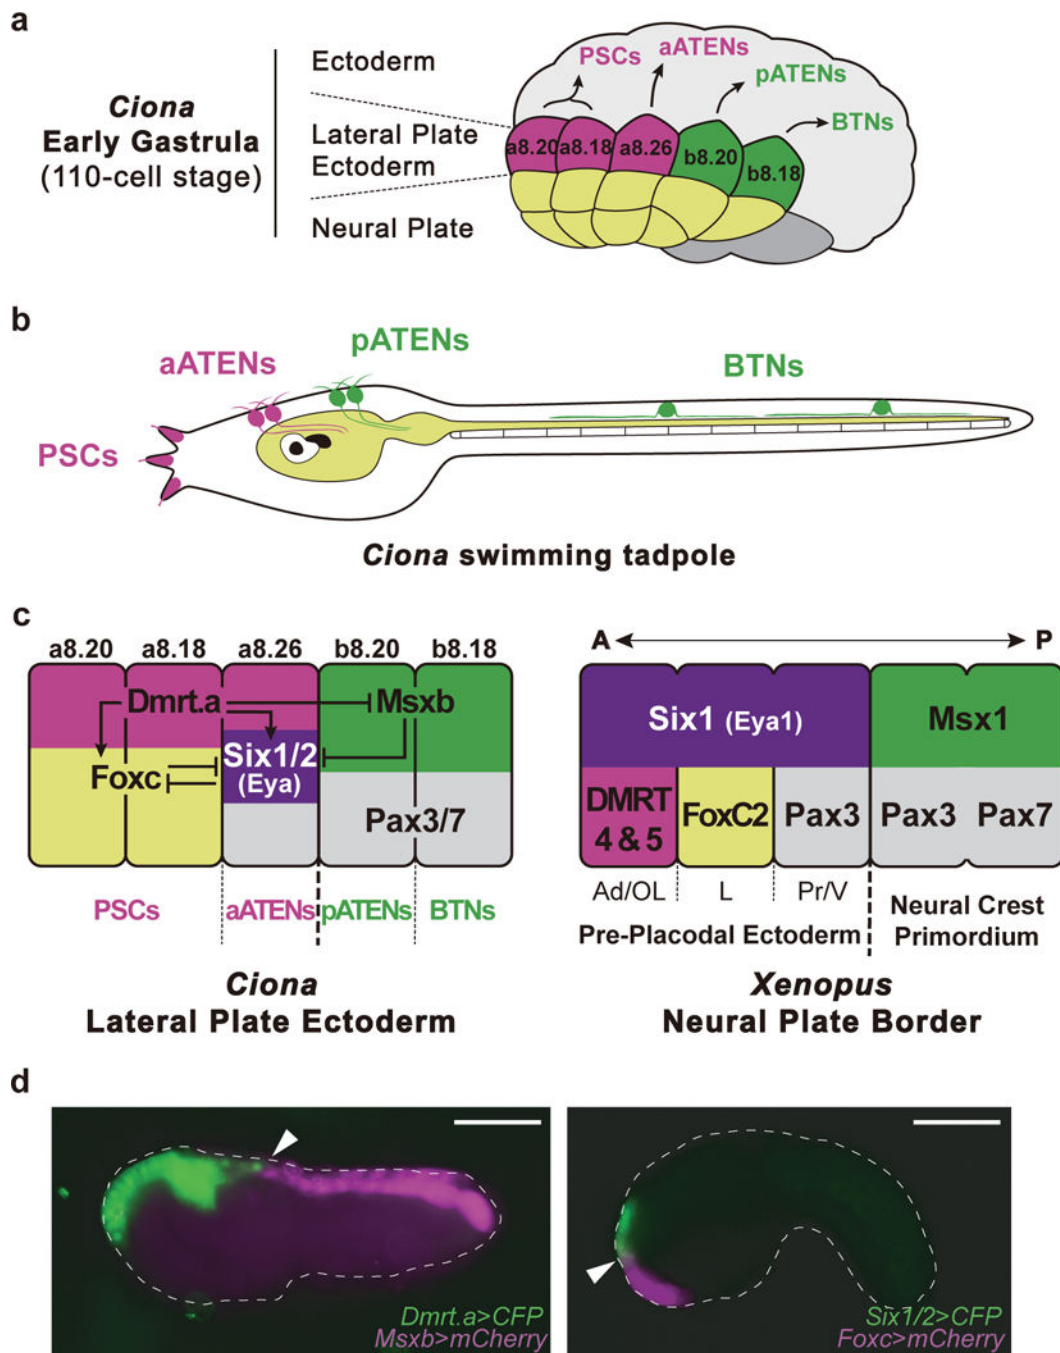 a
Ciona
Early Gastrula
(110-cell stage)
Ectoderm
Lateral Plate
Ectoderm
Neural Plate
PSCs
aATENs
pATENs
BTNs
a8.20
a8.18
a8.26
b8.20
b8.18
b
PSCs
aATENs
pATENs
BTNs
Ciona swimming tadpole
c
a8.20 a8.18 a8.26 b8.20 b8.18
Dmrt.a
Msxb
Foxc
Six1/2
(Eya)
Pax3/7
PSCs aATENs pATENs BTNs
Ciona
Lateral Plate Ectoderm
A P
Six1 (Eya1)
Msx1
DMRT
4 & 5
FoxC2
Pax3
Pax3
Pax7
Ad/OL L Pr/V
Pre-Placodal Ectoderm
Neural Crest
Primordium
Xenopus
Neural Plate Border
d
Dmrt.a>CFP
Msxb>mCherry
Six1/2>CFP
Foxc>mCherry